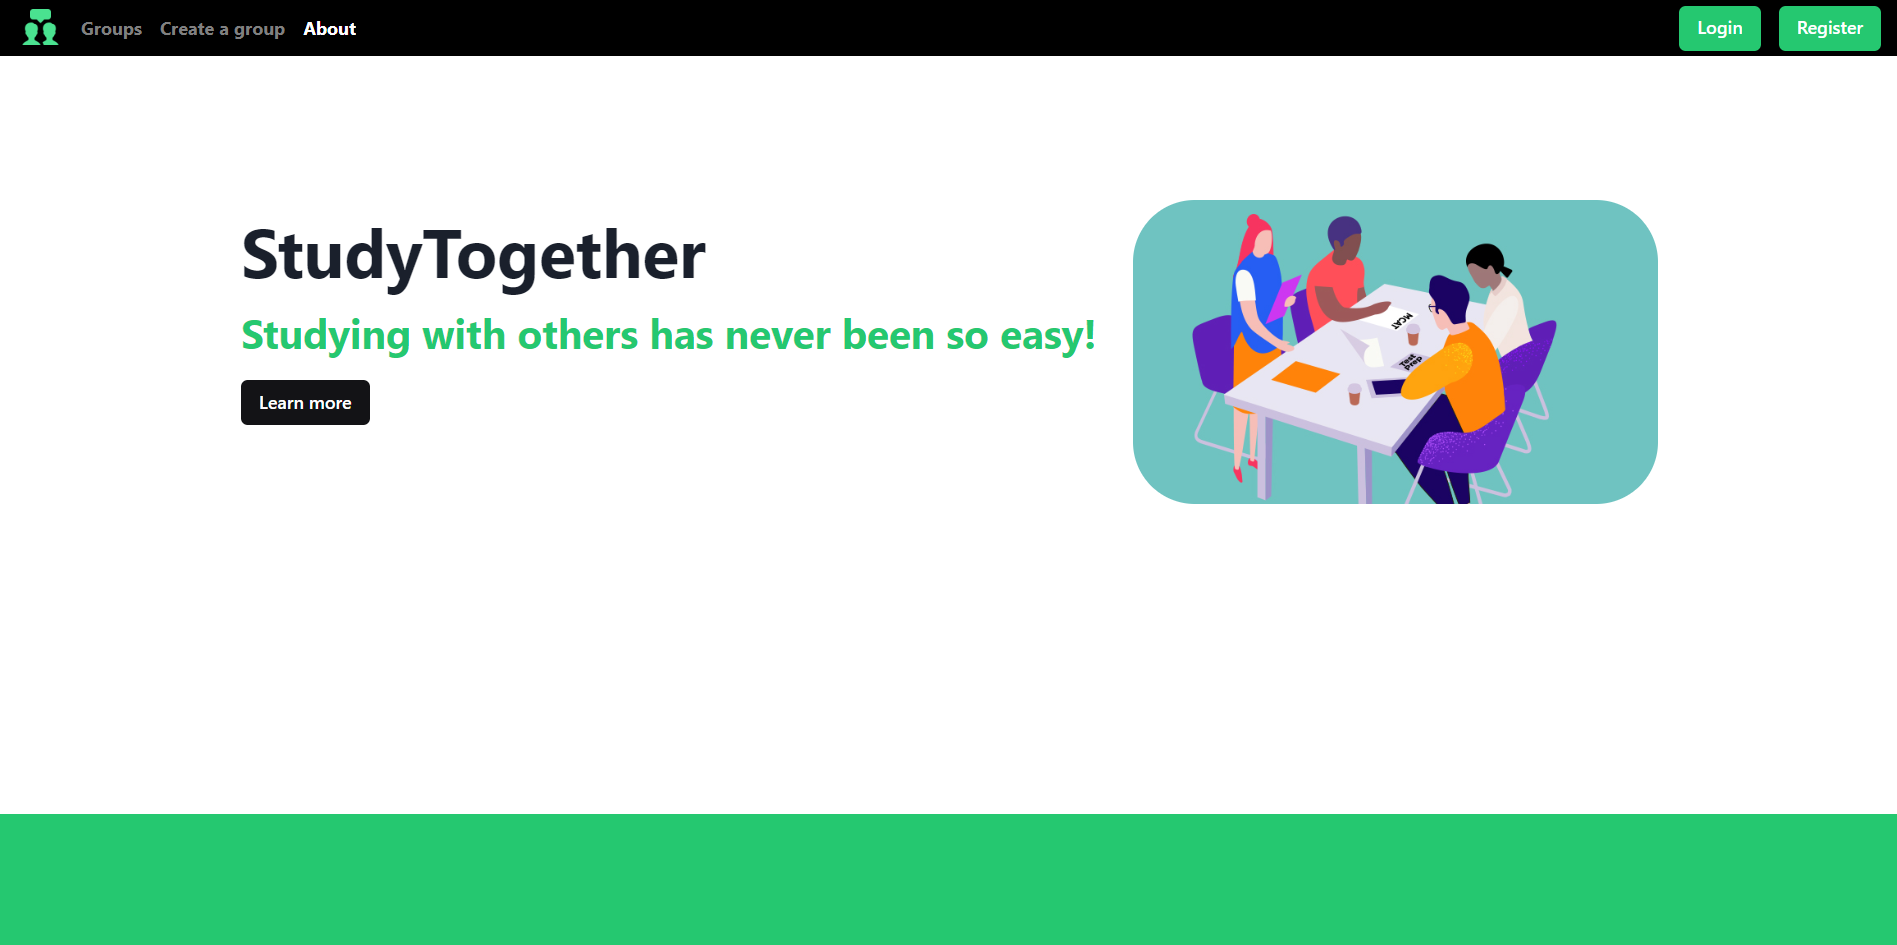 Groups Create a group About Login Register
StudyTogether
Studying with others has never been so easy!
Learn more
MCAT
Test
Prep